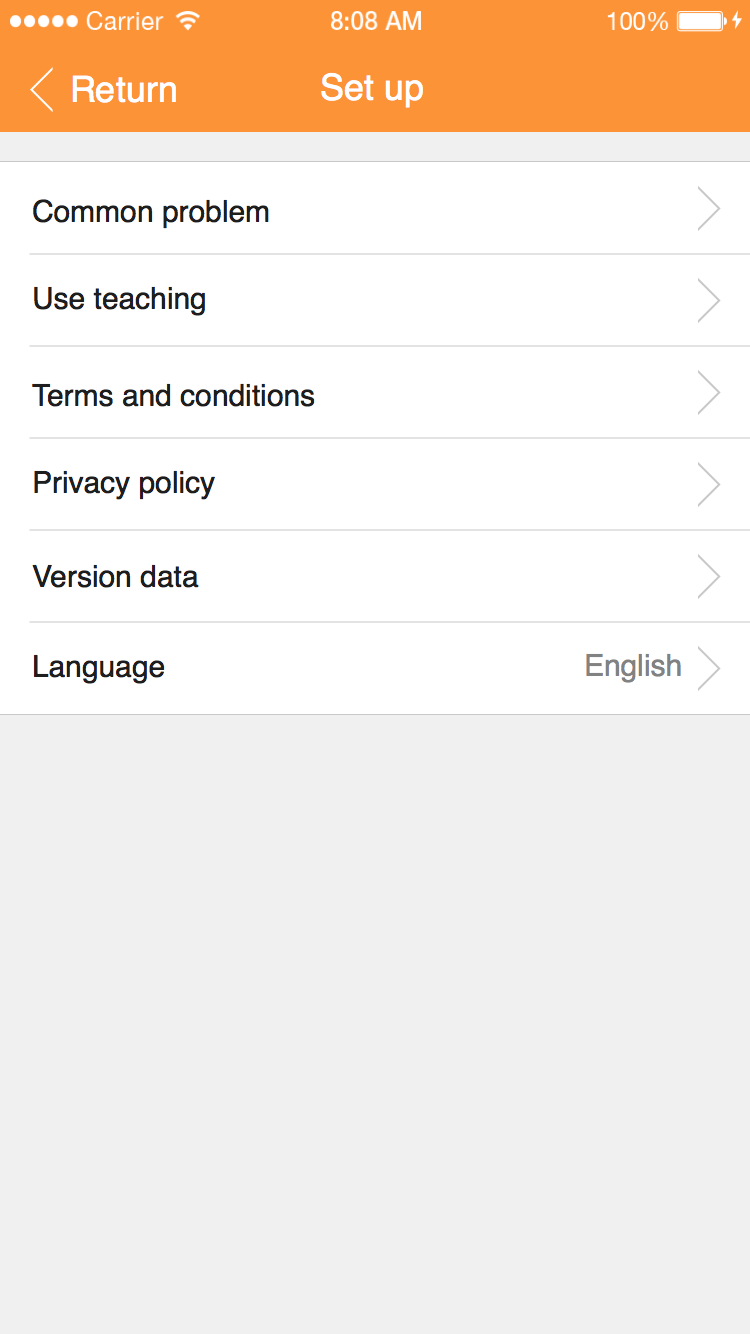 Carrier 8:08 AM 100%
Return Set up
Common problem
Use teaching
Terms and conditions
Privacy policy
Version data
Language English